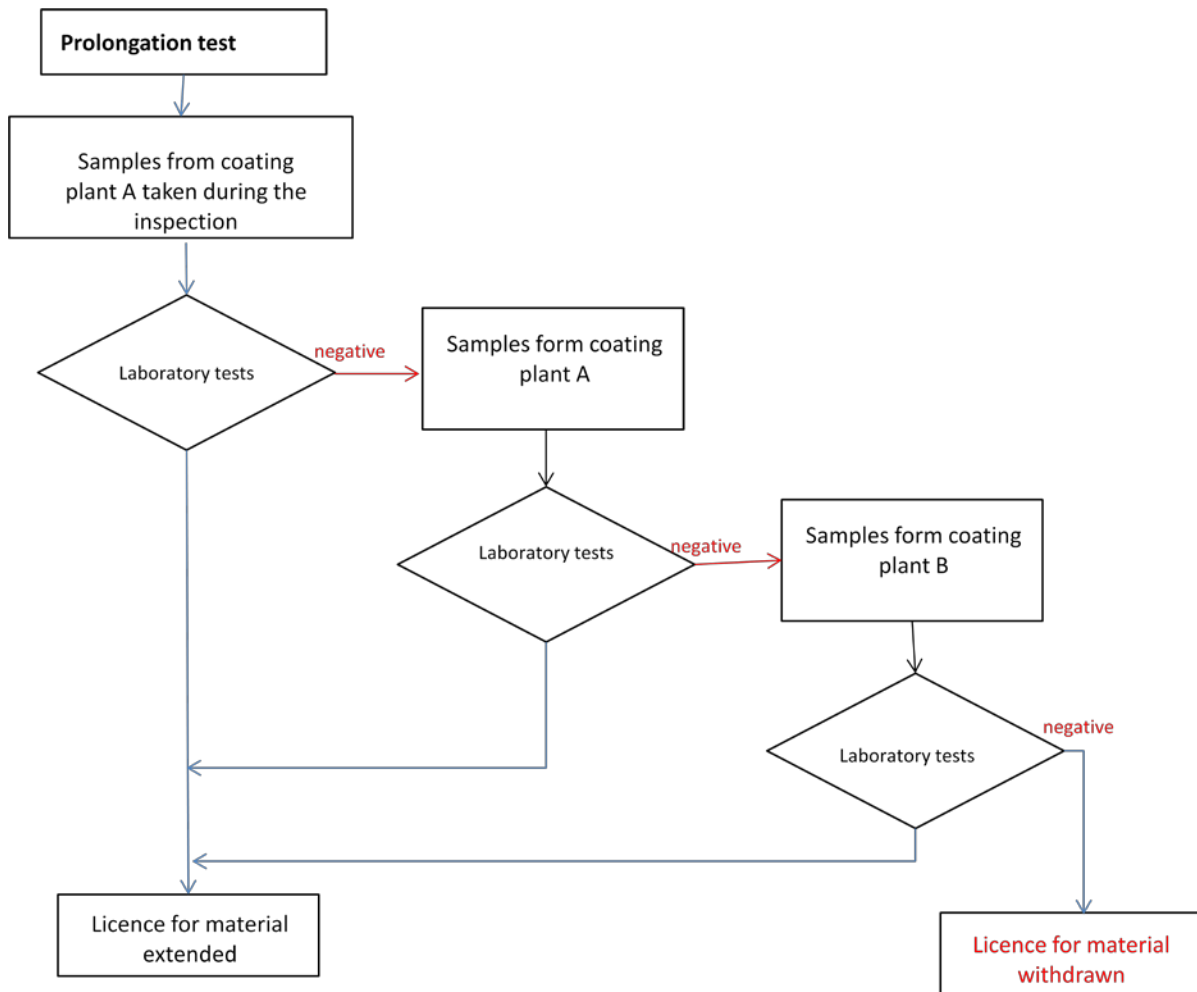 Prolongation test
Samples from coating
plant A taken during the
inspection
Laboratory tests
negative
Samples form coating
plant A
Laboratory tests
negative
Samples form coating
plant B
Laboratory tests
negative
Licence for material
extended
Licence for material
withdrawn